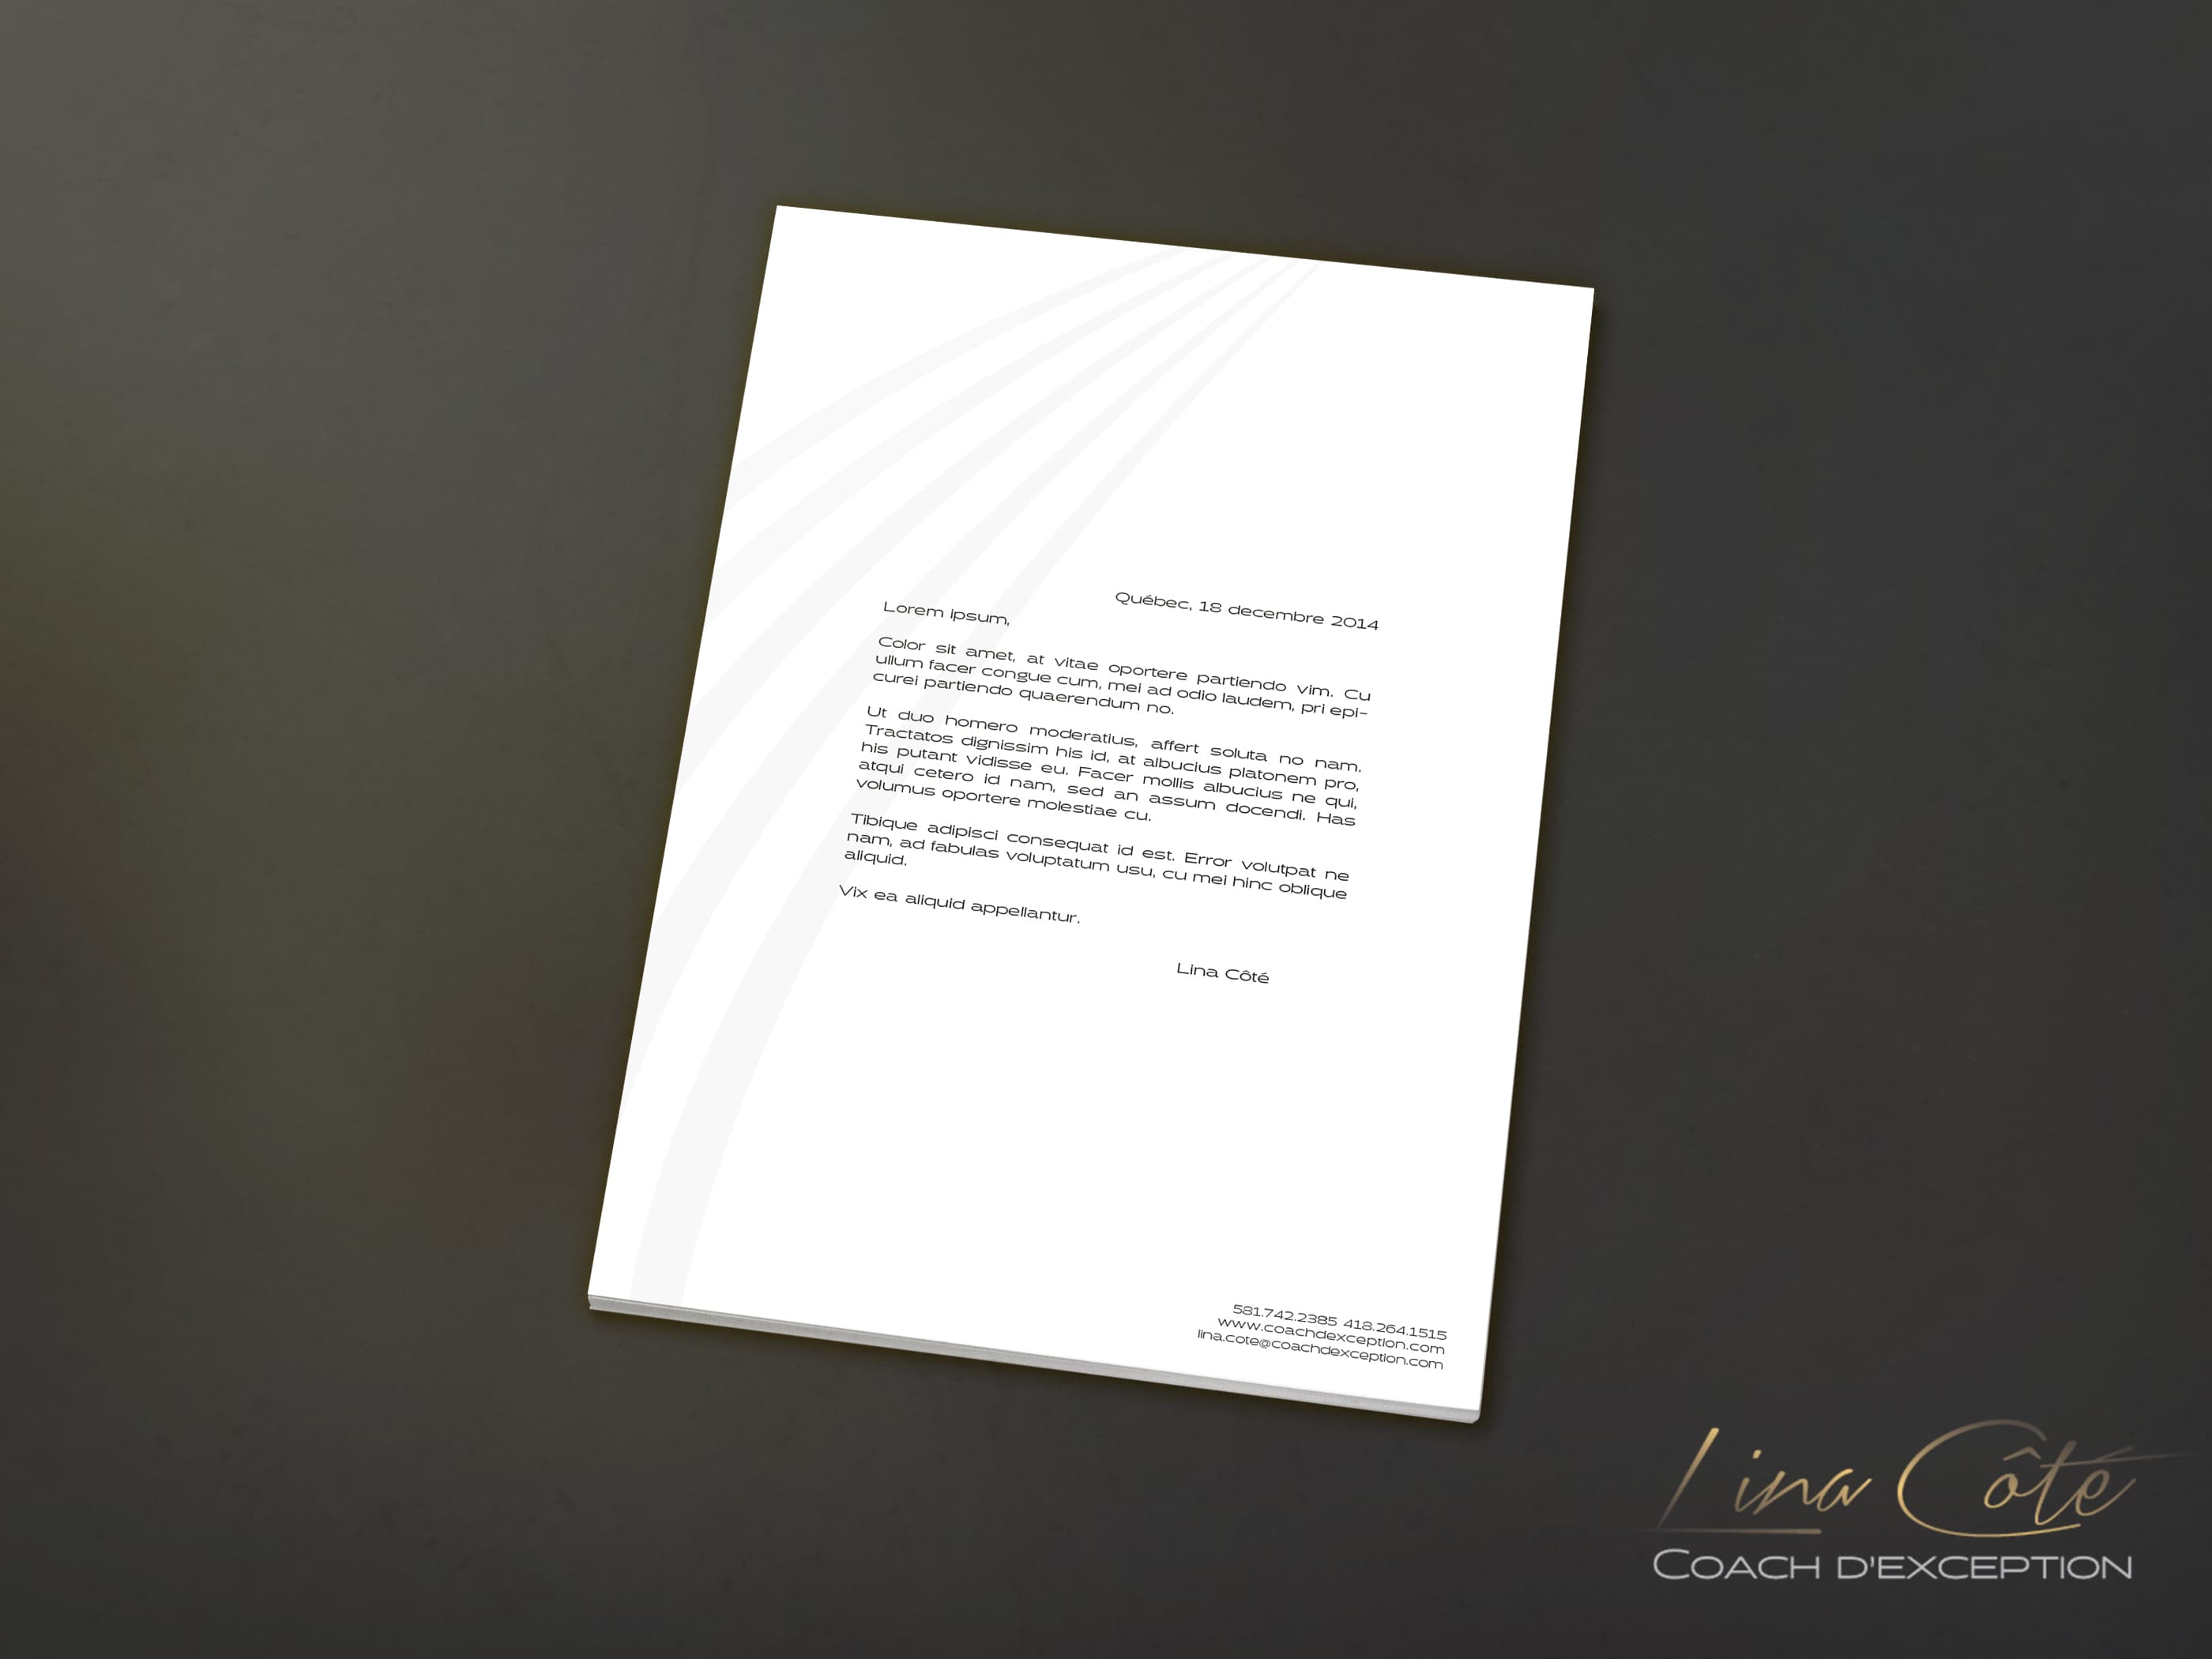 Québec, 18 decembre 2014
Lorem ipsum,
Color sit amet, at vitae oportere partiendo vim. Cu
ullum facer congue cum, mei ad odio laudem, pri epi-
curei partiendo quaerendum no.
Ut duo homero moderatius, affert soluta no nam.
Tractatos dignissim his id, at albucius platonem pro,
his putant vidisse eu. Facer mollis albucius ne qui,
atqui cetero id nam, sed an assum docendi. Has
volumus oportere molestiae cu.
Tibique adipisci consequat id est. Error volutpat ne
nam, ad fabulas voluptatum usu, cu mei hinc oblique
aliquid.
Vix ea aliquid appellantur.
Lina Côté
581.742.2385 418.264.1515
www.coachdexception.com
lina.cote@coachdexception.com
Lina Côté
COACH D'EXCEPTION